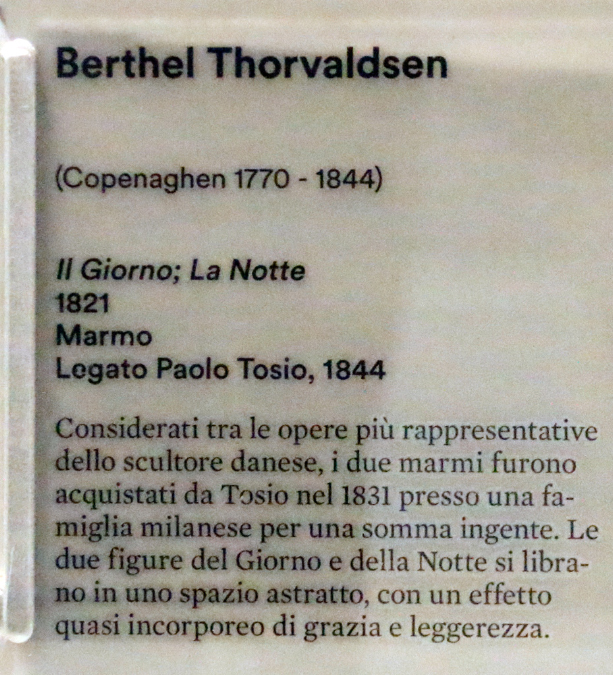 Berthel Thorvaldsen
(Copenaghen 1770 - 1844)
Il Giorno; La Notte
1821
Marmo
Legato Paolo Tosio, 1844
Considerati tra le opere più rappresentative
dello scultore danese, i due marmi furono
acquistati da Tosio nel 1831 presso una fa-
miglia milanese per una somma ingente. Le
due figure del Giorno e della Notte si libra-
no in uno spazio astratto, con un effetto
quasi incorporeo di grazia e leggerezza.